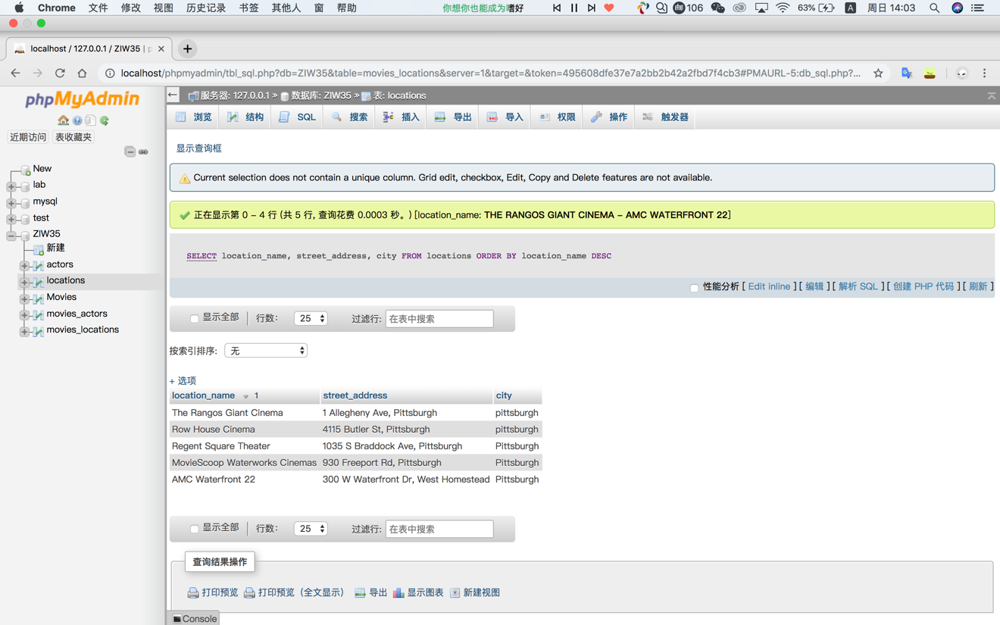 Chrome 文件 修改 视图 历史记录 书签 其他人 窗 帮助 你想你也能成为嗜好 106 63% A 周日 14:03
localhost / 127.0.0.1 / ZIW35 | p
localhost/phpmyadmin/tbl_sql.php?db=ZIW35&table=movies_locations&server=1&target=&token=495608dfe37e7a2bb2b42a2fbd7f4cb3#PMAURL-5:db_sql.php?...
phpMyAdmin
近期访问 表收藏夹
New
lab
mysql
test
ZIW35
新建
actors
locations
Movies
movies_actors
movies_locations
服务器: 127.0.0.1 » 数据库: ZIW35 » 表: locations
浏览 结构 SQL 搜索 插入 导出 导入 权限 操作 触发器
显示查询框
Current selection does not contain a unique column. Grid edit, checkbox, Edit, Copy and Delete features are not available.
正在显示第 0 - 4 行 (共 5 行, 查询花费 0.0003 秒。) [location_name: THE RANGOS GIANT CINEMA - AMC WATERFRONT 22]
SELECT location_name, street_address, city FROM locations ORDER BY location_name DESC
性能分析 [ Edit inline ] [ 编辑 ] [ 解析 SQL ] [ 创建 PHP 代码 ] [ 刷新 ]
显示全部 | 行数: 25 过滤行: 在表中搜索
按索引排序: 无
+ 选项
location_name 1 street_address city
The Rangos Giant Cinema 1 Allegheny Ave, Pittsburgh pittsburgh
Row House Cinema 4115 Butler St, Pittsburgh pittsburgh
Regent Square Theater 1035 S Braddock Ave, Pittsburgh Pittsburgh
MovieScoop Waterworks Cinemas 930 Freeport Rd, Pittsburgh Pittsburgh
AMC Waterfront 22 300 W Waterfront Dr, West Homestead Pittsburgh
显示全部 | 行数: 25 过滤行: 在表中搜索
查询结果操作
打印预览 打印预览（全文显示） 导出 显示图表 新建视图
Console